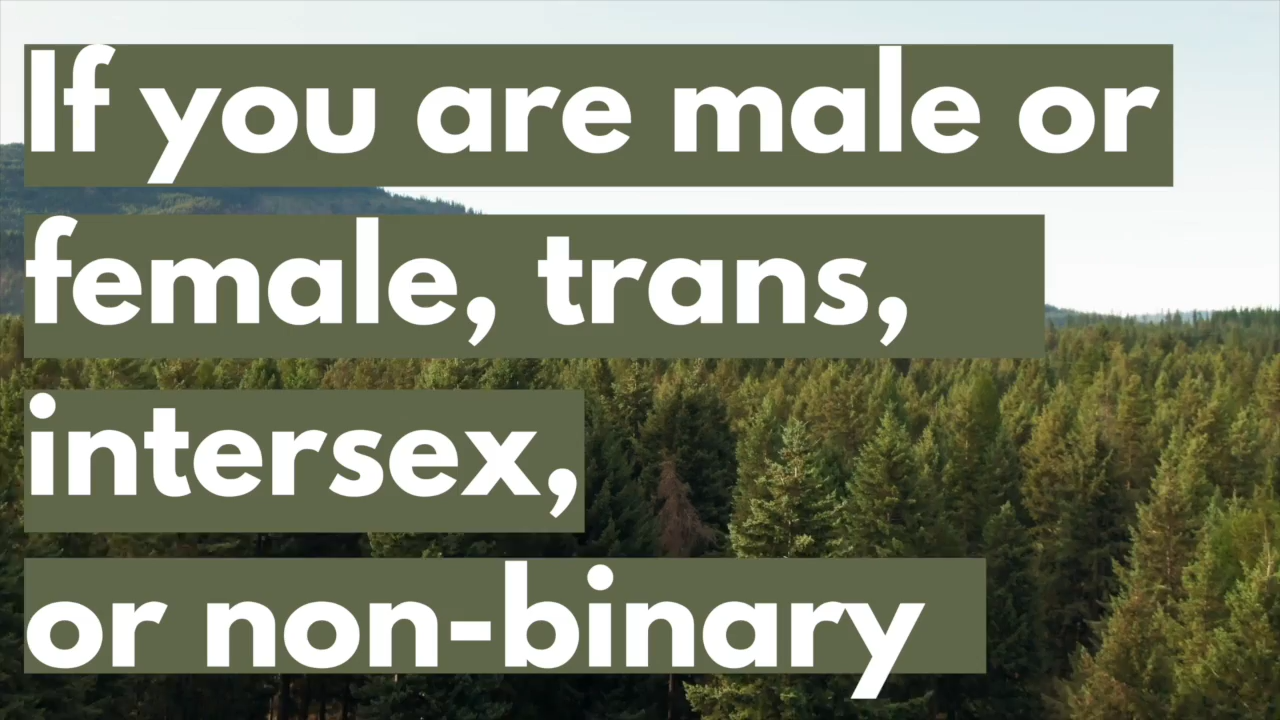 If you are male or
female, trans,
intersex,
or non-binary